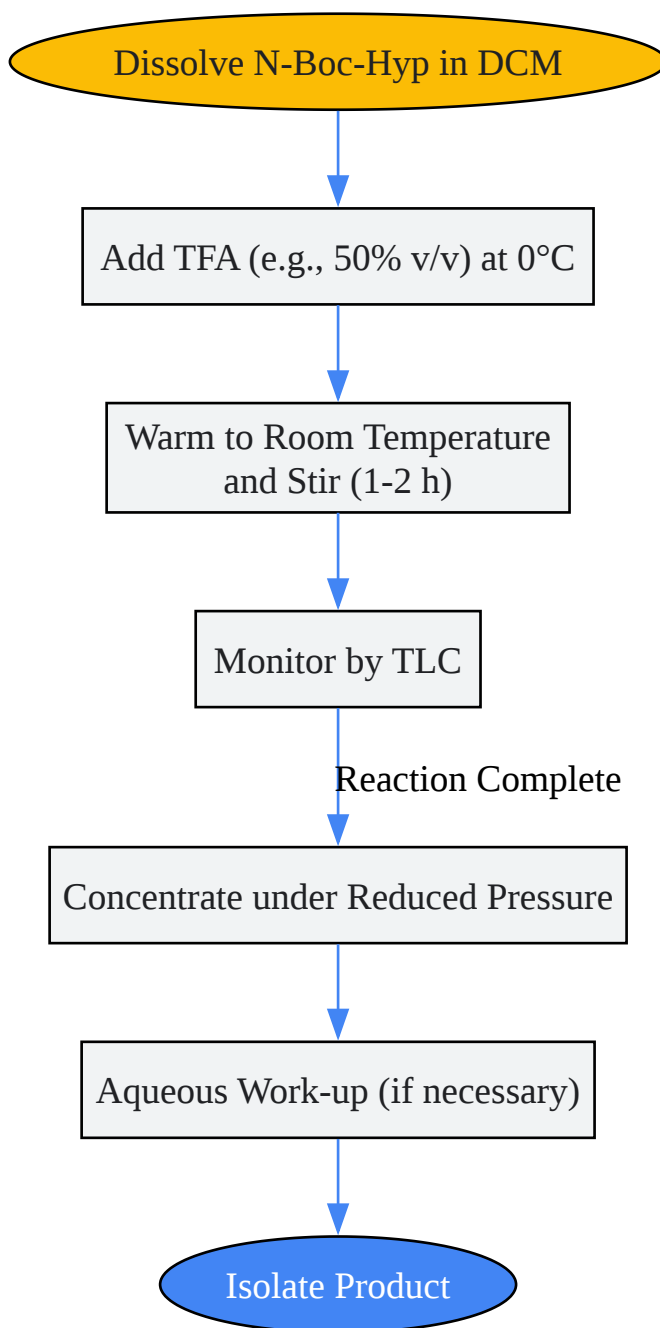 Dissolve N-Boc-Hyp in DCM
Add TFA (e.g., 50% v/v) at 0°C
Warm to Room Temperature
and Stir (1-2 h)
Monitor by TLC
Reaction Complete
Concentrate under Reduced Pressure
Aqueous Work-up (if necessary)
Isolate Product